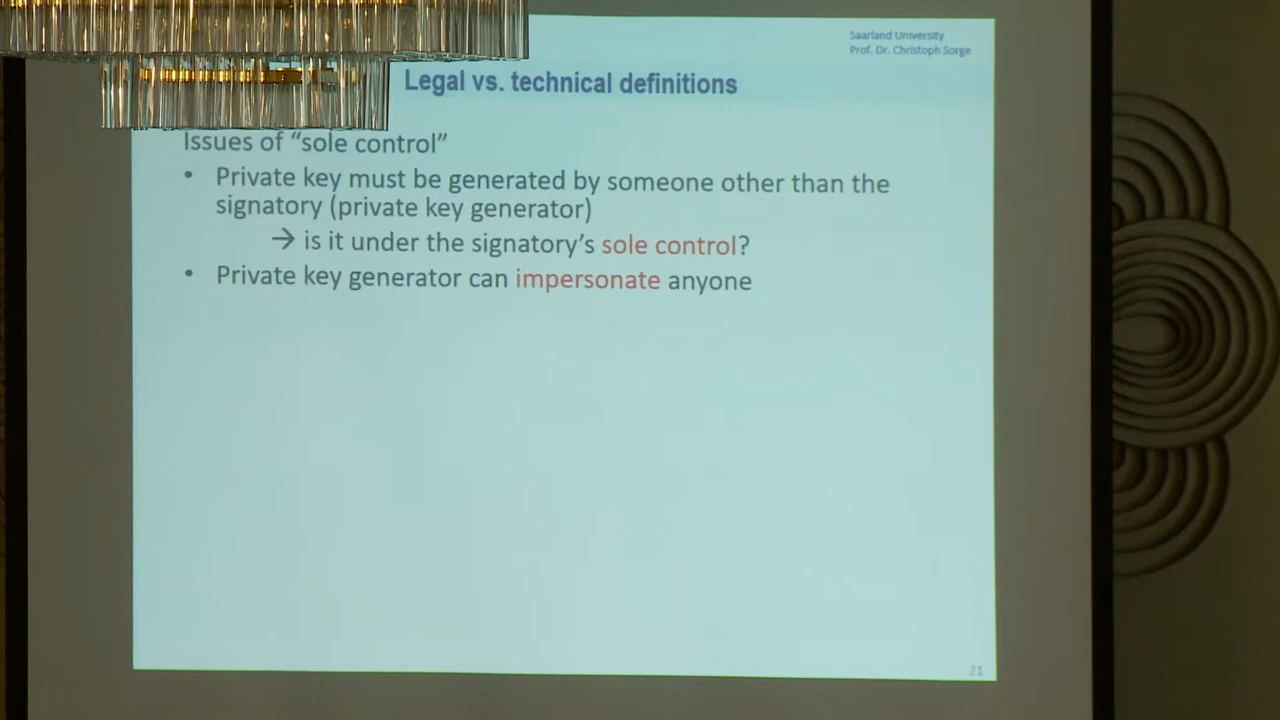 Saarland University
Prof. Dr. Christoph Sorge
Legal vs. technical definitions
Issues of “sole control”
• Private key must be generated by someone other than the
signatory (private key generator)
→ is it under the signatory’s sole control?
• Private key generator can impersonate anyone
21